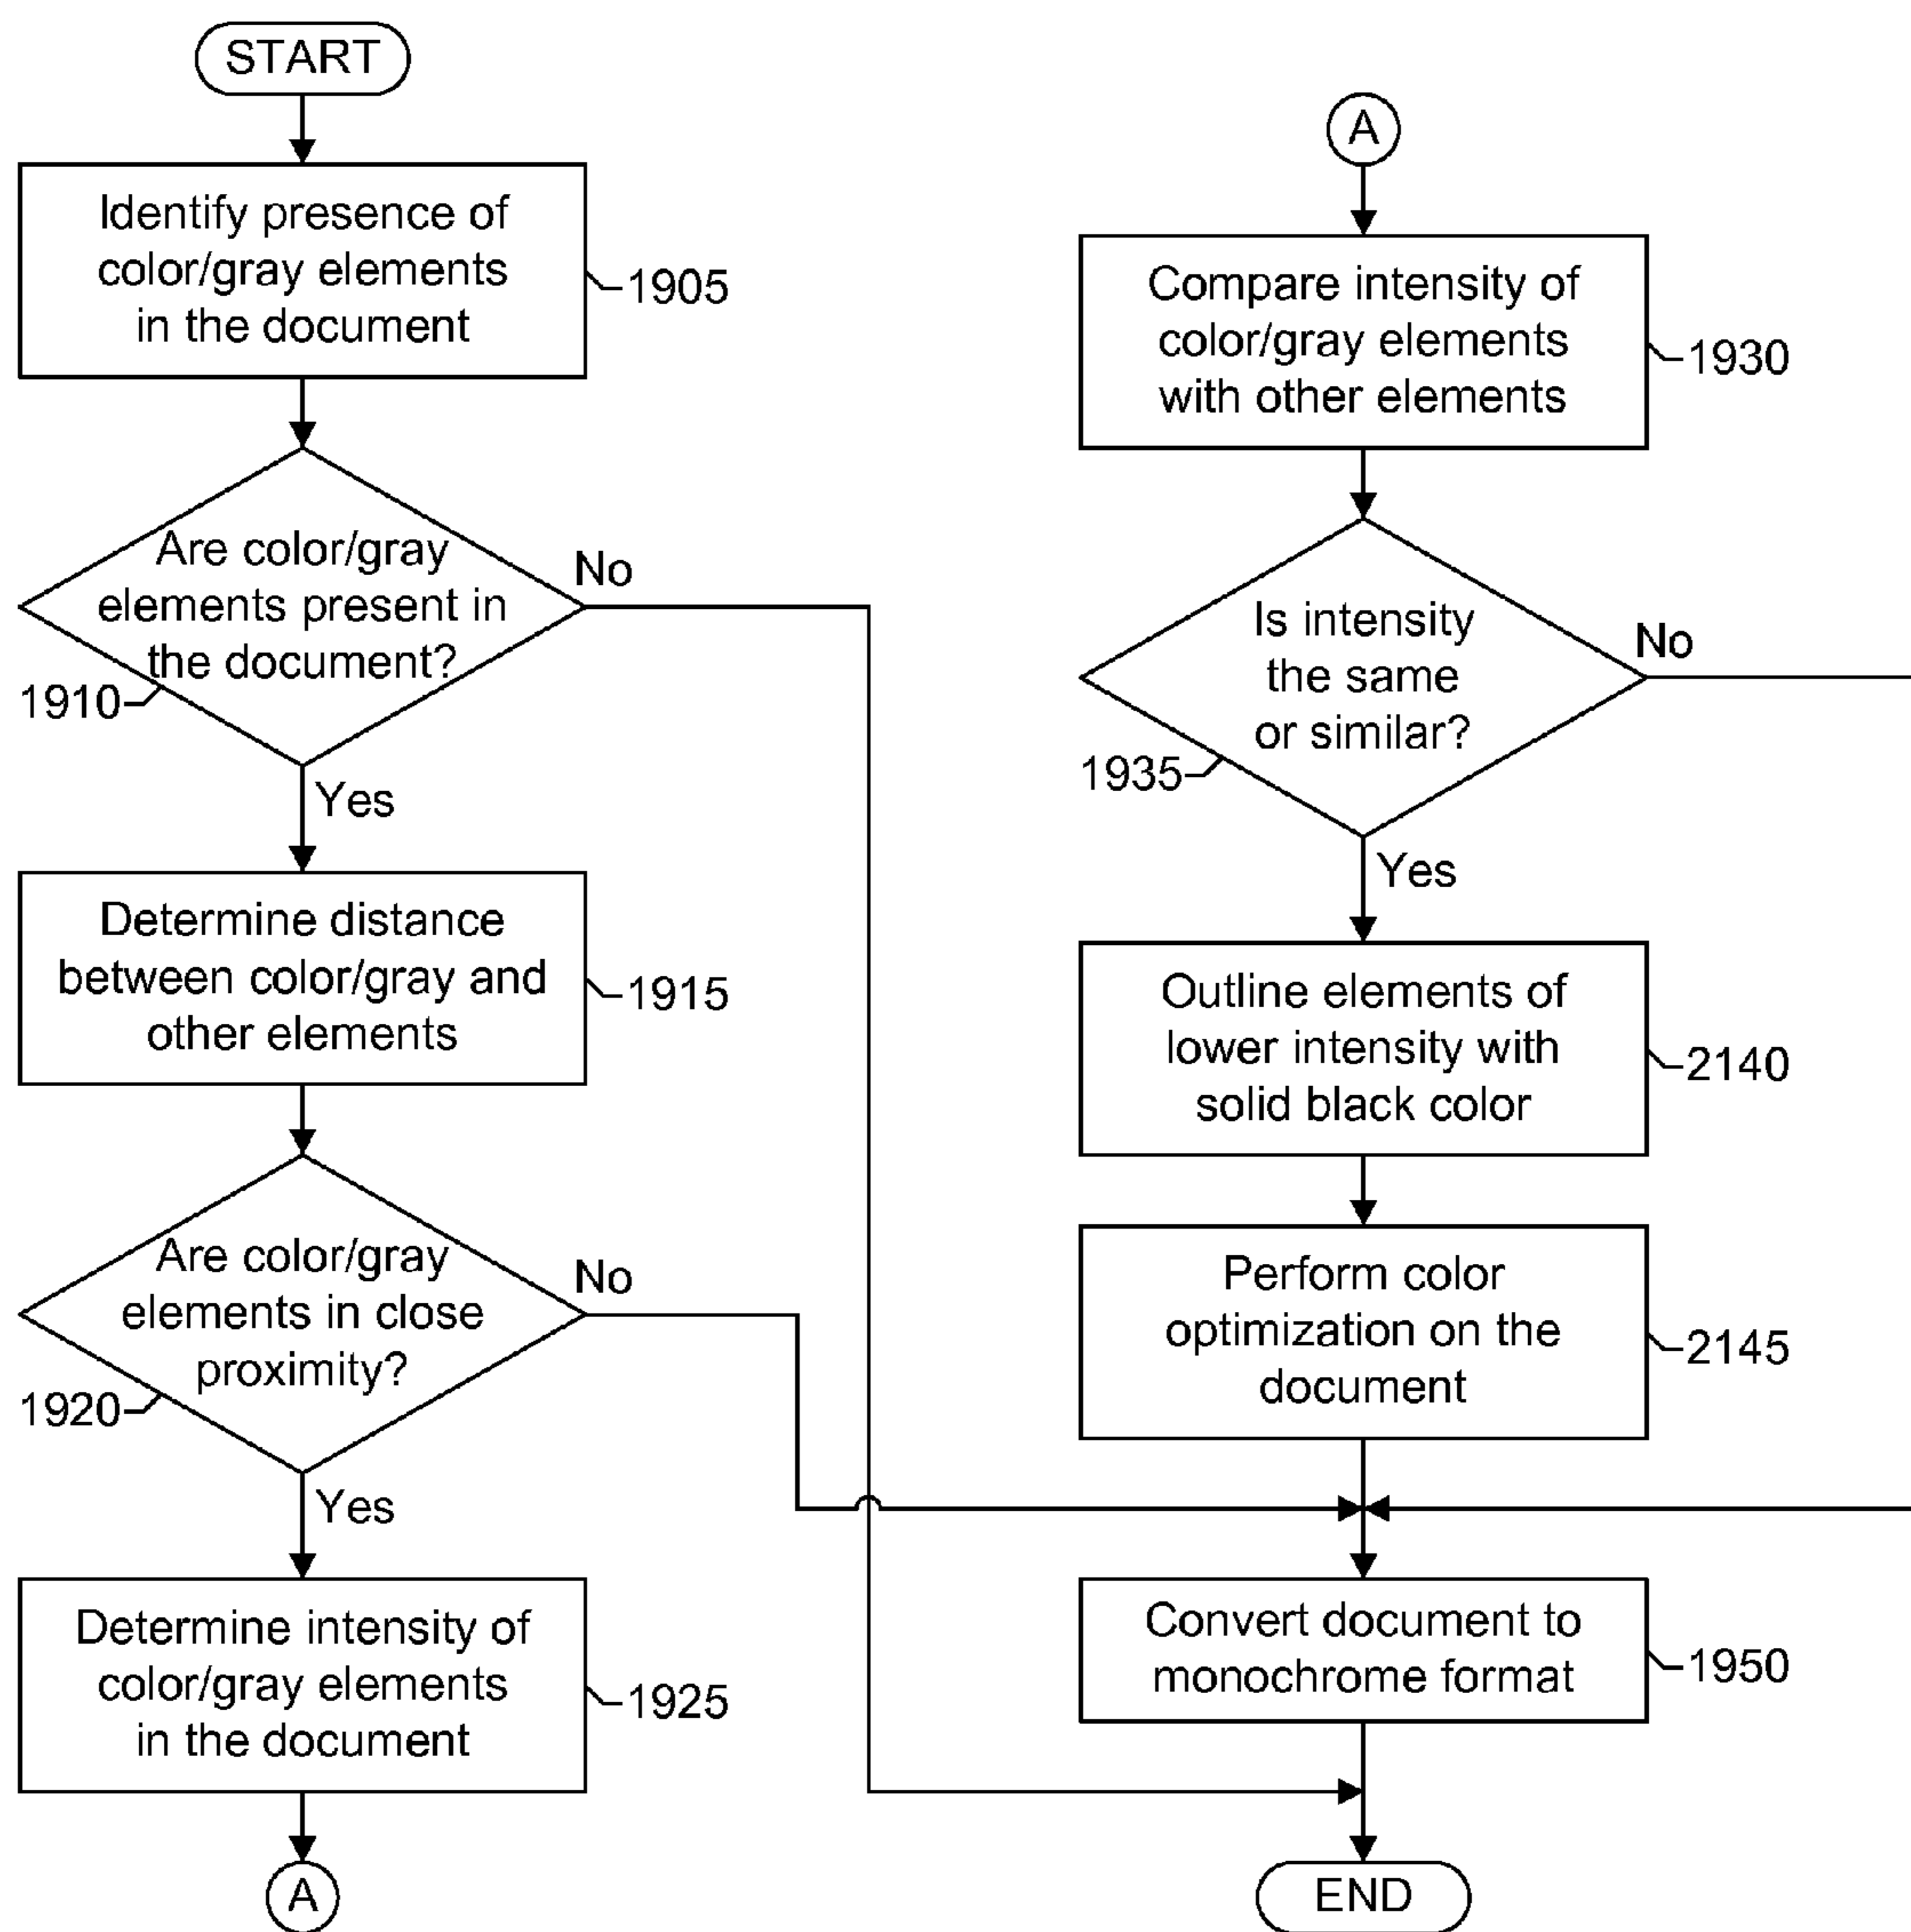 START
Identify presence of
color/gray elements
in the document
1905
Are color/gray
elements present in
the document?
No
1910
Yes
Determine distance
between color/gray and
other elements
1915
Are color/gray
elements in close
proximity?
No
1920
Yes
Determine intensity of
color/gray elements
in the document
1925
A
A
Compare intensity of
color/gray elements
with other elements
1930
Is intensity
the same
or similar?
No
1935
Yes
Outline elements of
lower intensity with
solid black color
2140
Perform color
optimization on the
document
2145
Convert document to
monochrome format
1950
END